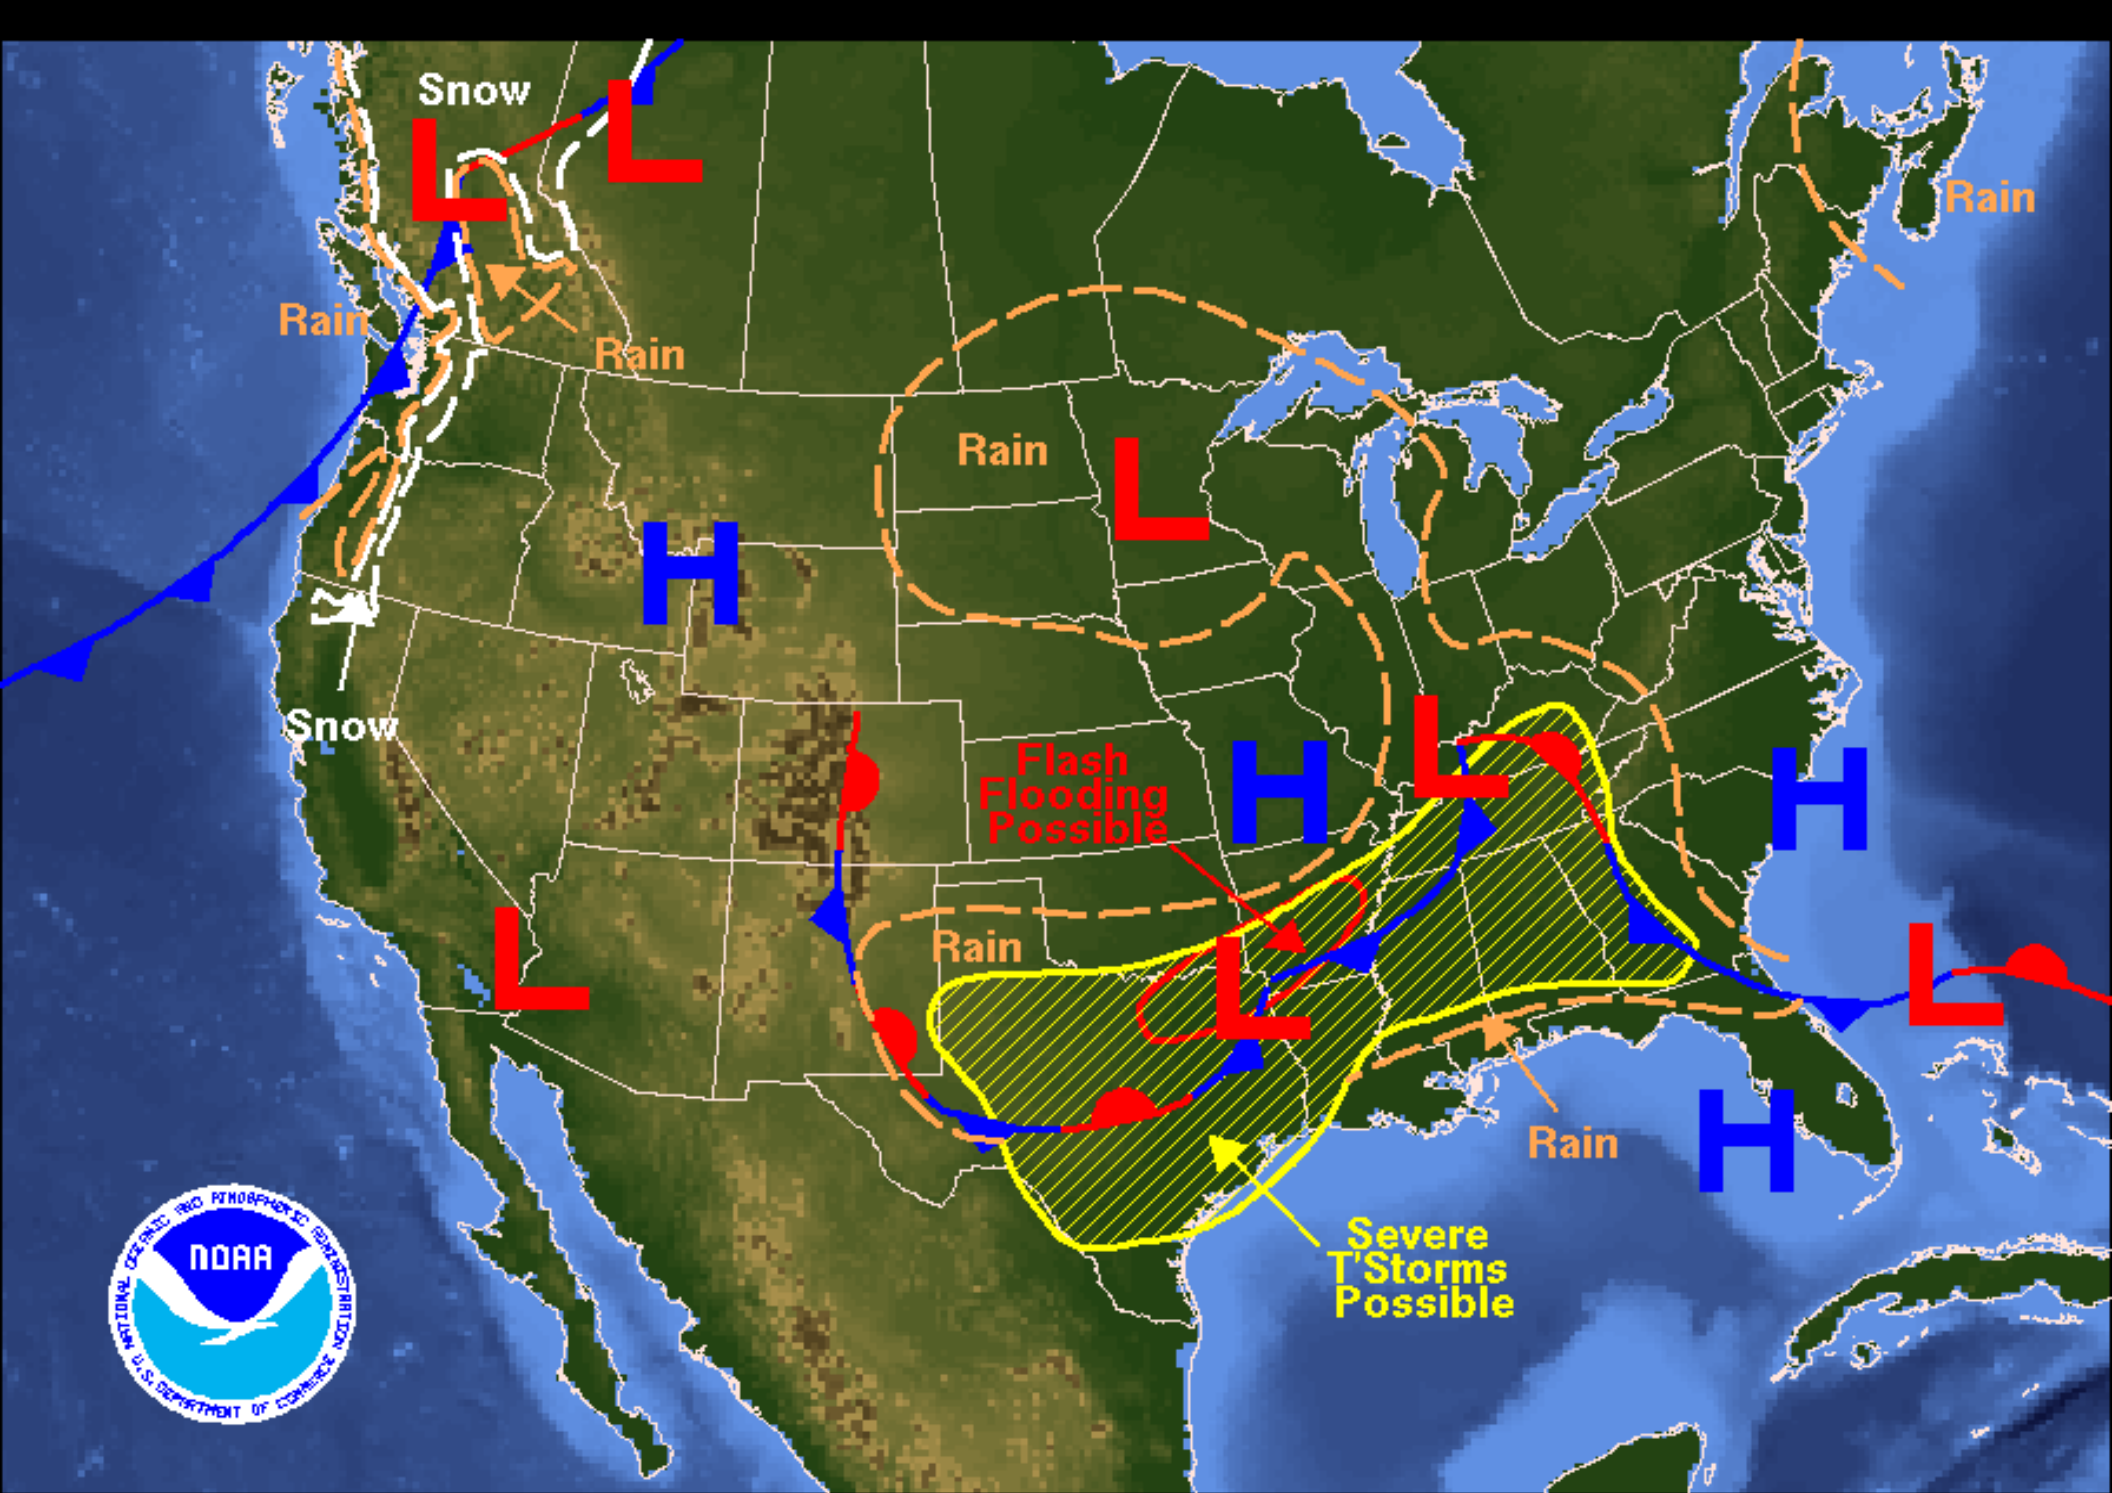 Snow
L
L
Rain
Rain
Rain
Rain
L
H
Snow
Flash
Flooding
Possible
H
L
H
Rain
L
L
L
Rain
H
Severe
T'Storms
Possible
NOAA
NATIONAL OCEANIC AND ATMOSPHERIC ADMINISTRATION
U.S. DEPARTMENT OF COMMERCE